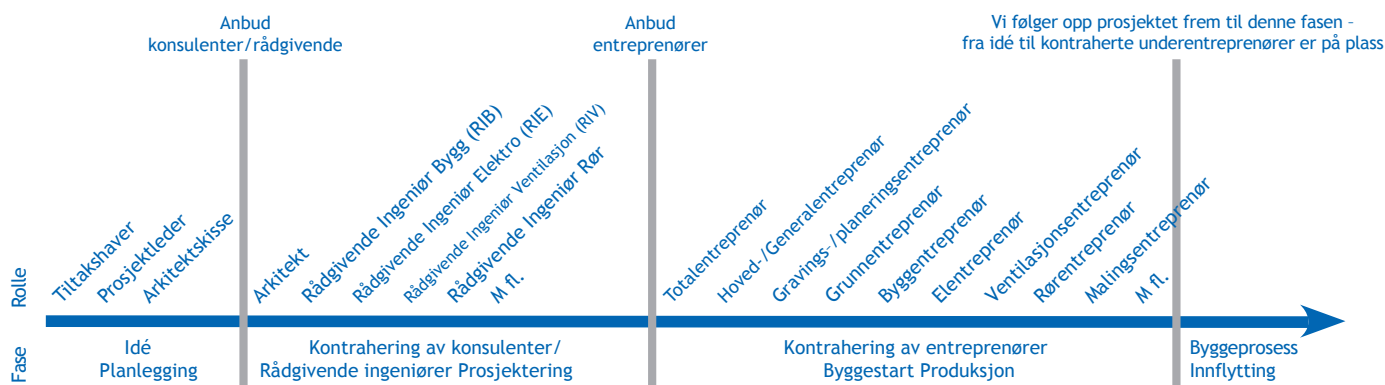 Anbud
konsulenter/rådgivende
Anbud
entreprenører
Vi følger opp prosjektet frem til denne fasen -
fra idé til kontraherte underentreprenører er på plass
Rolle
Tiltakshaver
Prosjektleder
Arkitektskisse
Arkitekt
Rådgivende Ingeniør Bygg (RIB)
Rådgivende Ingeniør Elektro (RIE)
Rådgivende Ingeniør Ventilasjon (RIV)
Rådgivende Ingeniør Rør
M fl.
Totalentreprenør
Hoved-/Generalentreprenør
Gravings-/planeringsentreprenør
Grunnentreprenør
Byggentreprenør
Elentreprenør
Ventilasjonsentreprenør
Rørentreprenør
Malingsentreprenør
M fl.
Fase
Idé
Planlegging
Kontrahering av konsulenter/
Rådgivende ingeniører Prosjektering
Kontrahering av entreprenører
Byggestart Produksjon
Byggeprosess
Innflytting